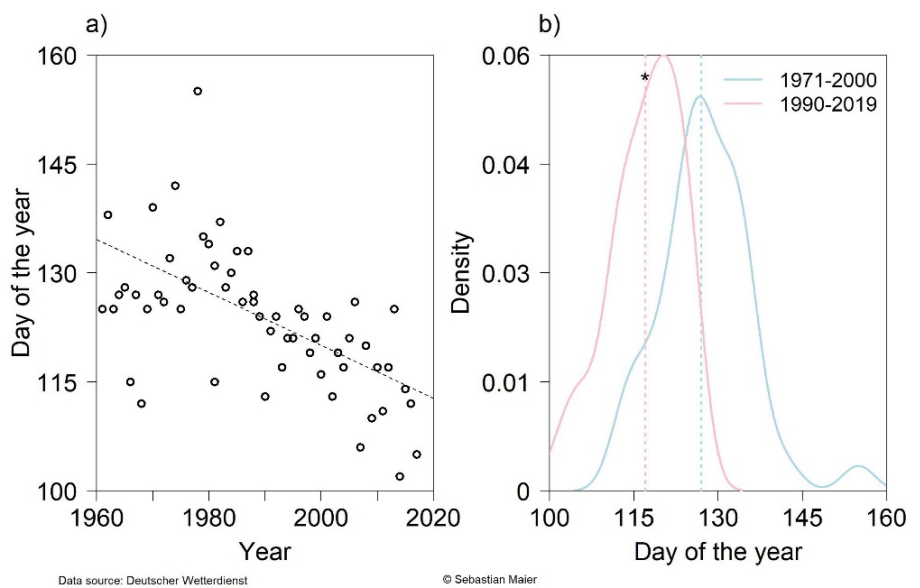 a)
160
145
130
115
100
Day of the year
1960
1980
2000
2020
Year
b)
0.06
0.04
0.03
0.01
0
Density
*
1971-2000
1990-2019
100
115
130
145
160
Day of the year
Data source: Deutscher Wetterdienst
© Sebastian Maier